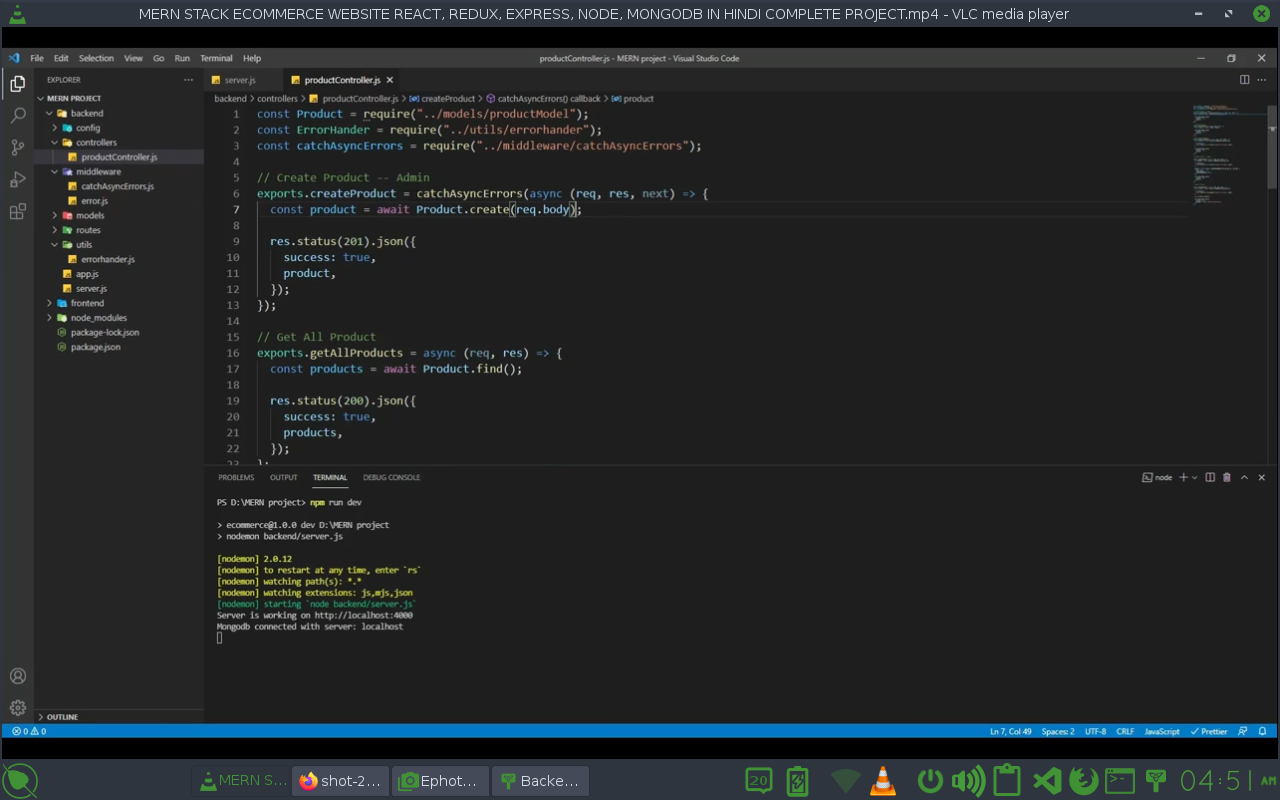 MERN STACK ECOMMERCE WEBSITE REACT, REDUX, EXPRESS, NODE, MONGODB IN HINDI COMPLETE PROJECT.mp4 - VLC media player
File Edit Selection View Go Run Terminal Help
productController.js - MERN project - Visual Studio Code
EXPLORER
MERN PROJECT
backend
config
controllers
productController.js
middleware
catchAsyncErrors.js
error.js
models
routes
utils
errorhander.js
app.js
server.js
frontend
node_modules
package-lock.json
package.json
OUTLINE
server.js productController.js
backend > controllers > productController.js > createProduct > catchAsyncErrors() callback > product
1 const Product = require("../models/productModel");
2 const ErrorHander = require("../utils/errorhander");
3 const catchAsyncErrors = require("../middleware/catchAsyncErrors");
4
5 // Create Product -- Admin
6 exports.createProduct = catchAsyncErrors(async (req, res, next) => {
7 const product = await Product.create(req.body);
8
9 res.status(201).json({
10 success: true,
11 product,
12 });
13 });
14
15 // Get All Product
16 exports.getAllProducts = async (req, res) => {
17 const products = await Product.find();
18
19 res.status(200).json({
20 success: true,
21 products,
22 });
PROBLEMS OUTPUT TERMINAL DEBUG CONSOLE
node
PS D:\MERN project> npm run dev
> ecommerce@1.0.0 dev D:\MERN project
> nodemon backend/server.js
[nodemon] 2.0.12
[nodemon] to restart at any time, enter `rs`
[nodemon] watching path(s): *.*
[nodemon] watching extensions: js,mjs,json
[nodemon] starting `node backend/server.js`
Server is working on http://localhost:4000
Mongodb connected with server: localhost
0 0
Ln 7, Col 49 Spaces: 2 UTF-8 CRLF JavaScript Prettier
MERN S... shot-2... Ephot... Backe... 20 04:51 AM